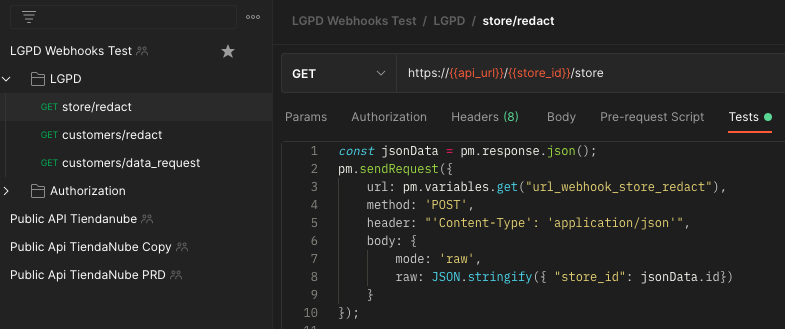 LGPD Webhooks Test
LGPD
GET store/redact
GET customers/redact
GET customers/data_request
Authorization
Public API Tiendanube
Public Api TiendaNube Copy
Public Api TiendaNube PRD
LGPD Webhooks Test / LGPD / store/redact
GET https://{{api_url}}/{{store_id}}/store
Params Authorization Headers (8) Body Pre-request Script Tests
1 const jsonData = pm.response.json();
2 pm.sendRequest({
3 url: pm.variables.get("url_webhook_store_redact"),
4 method: 'POST',
5 header: "'Content-Type': 'application/json'",
6 body: {
7 mode: 'raw',
8 raw: JSON.stringify({ "store_id": jsonData.id})
9 }
10 });
11